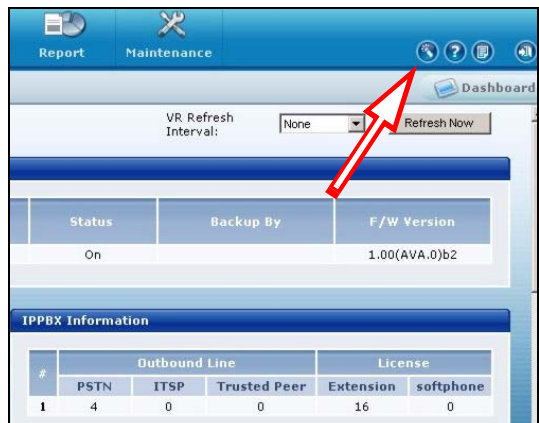 Report Maintenance
Dashboard
VR Refresh
Interval: None Refresh Now
Status Backup By F/W Version
On 1.00(AVA.0)b2
IPPBX Information
# Outbound Line License
PSTN ITSP Trusted Peer Extension softphone
1 4 0 0 16 0